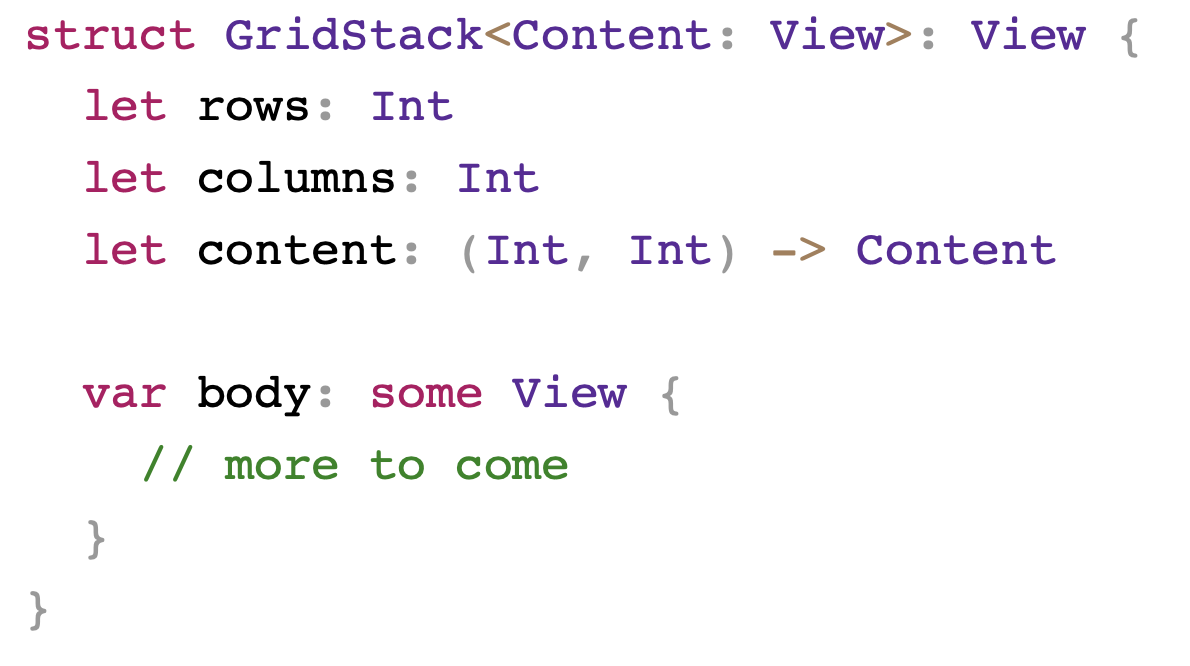 struct GridStack<Content: View>: View {
  let rows: Int
  let columns: Int
  let content: (Int, Int) -> Content

  var body: some View {
    // more to come
  }
}